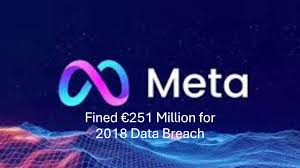 Meta
Fined €251 Million for
2018 Data Breach